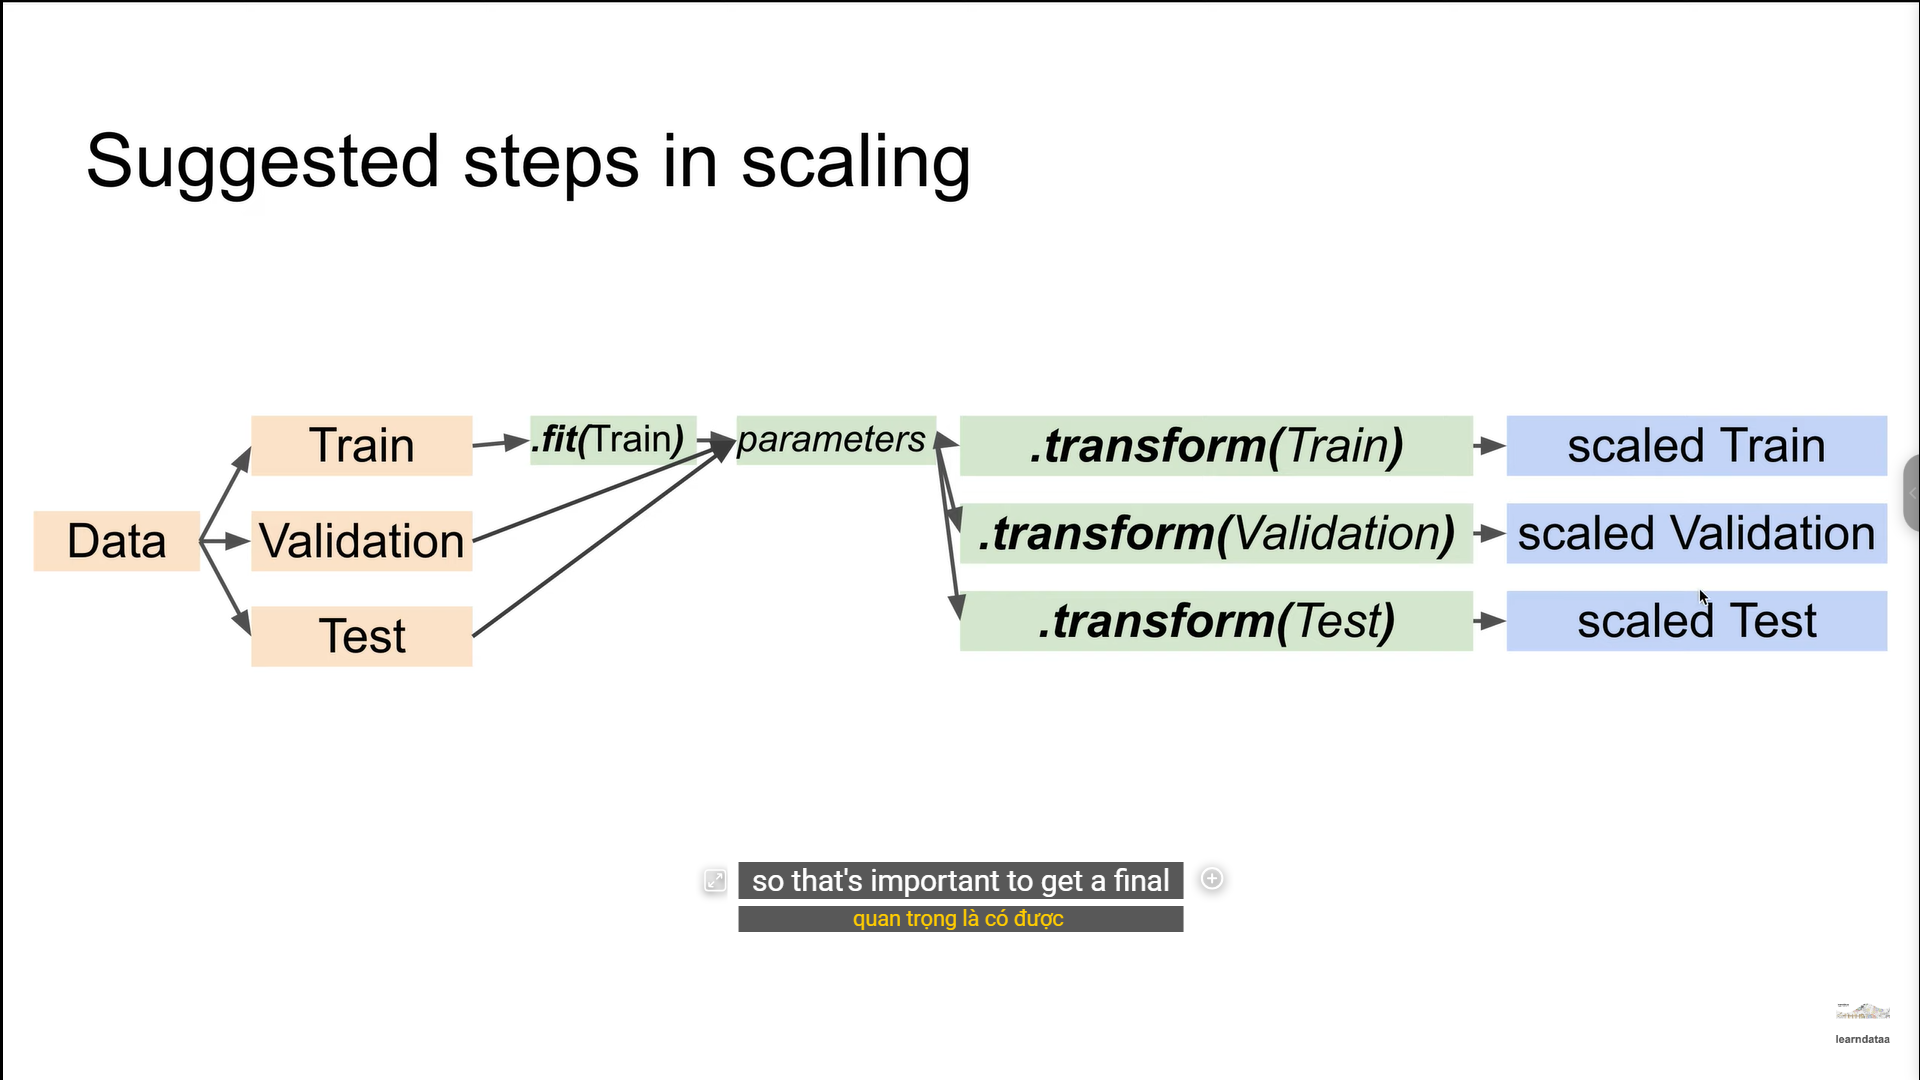 Suggested steps in scaling
Data
Train
Validation
Test
.fit(Train)
parameters
.transform(Train)
.transform(Validation)
.transform(Test)
scaled Train
scaled Validation
scaled Test
so that's important to get a final
quan trọng là có được
learndataa